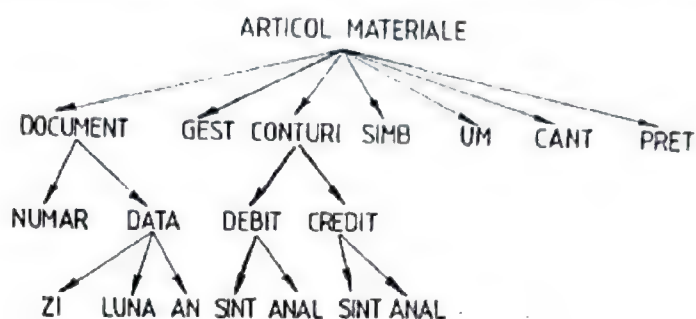 ARTICOL MATERIALE
DOCUMENT GEST CONTURI SIMB UM CANT PRET
NUMAR DATA DEBIT CREDIT
ZI LUNA AN SINT ANAL SINT ANAL